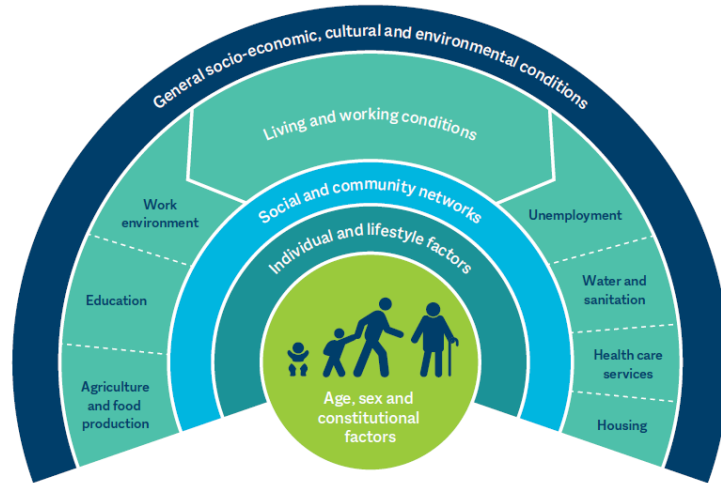 General socio-economic, cultural and environmental conditions
Living and working conditions
Social and community networks
Individual and lifestyle factors
Work
environment
Education
Agriculture
and food
production
Unemployment
Water and
sanitation
Health care
services
Housing
Age, sex and
constitutional
factors